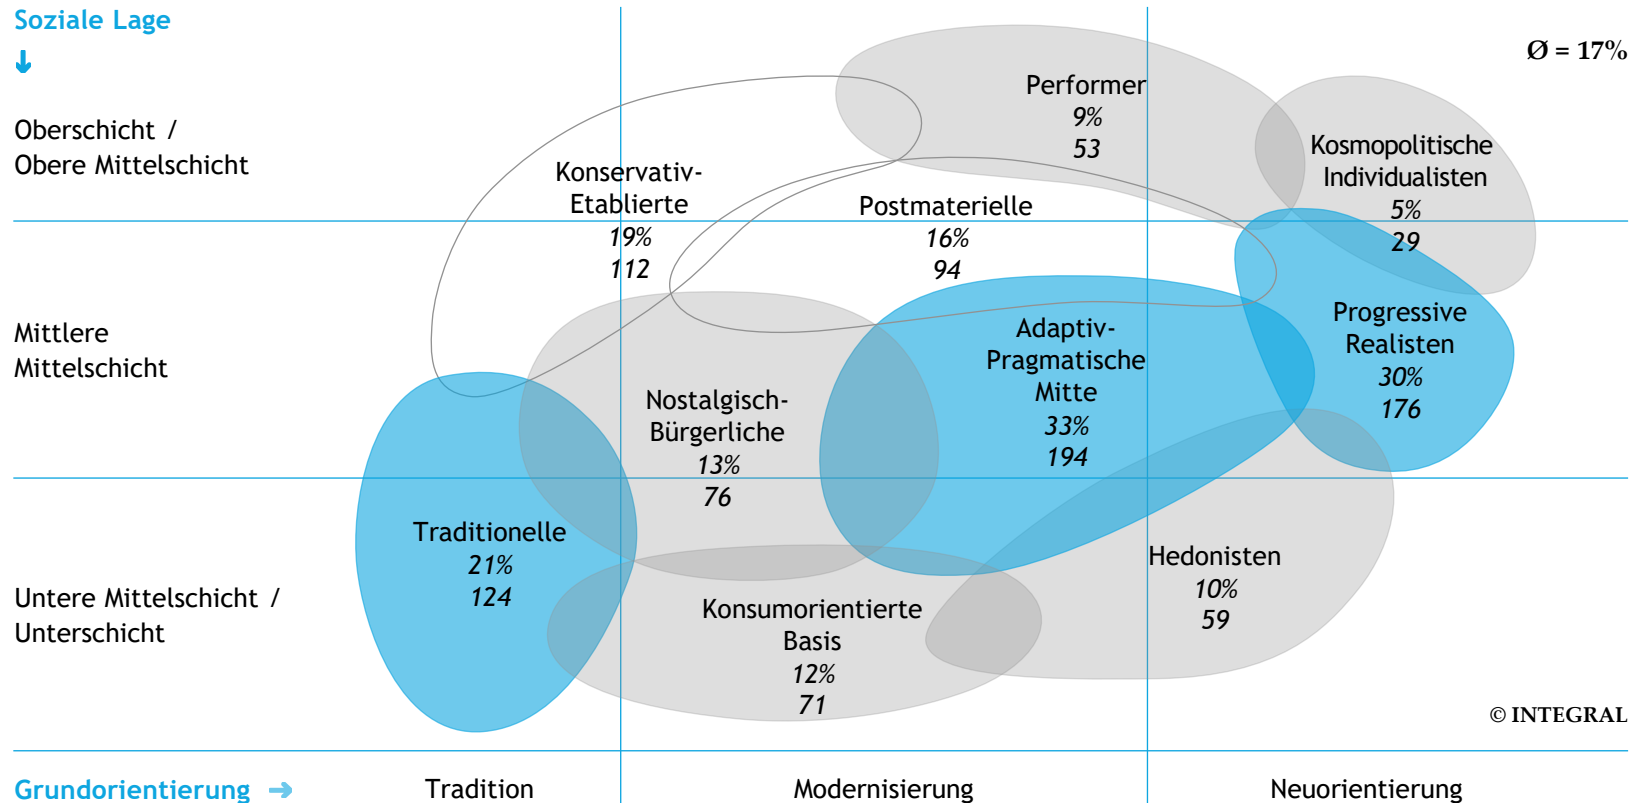 Soziale Lage
Ø = 17%
Oberschicht /
Obere Mittelschicht
Performer
9%
53
Kosmopolitische
Individualisten
5%
29
Konservativ-
Etablierte
19%
112
Postmaterielle
16%
94
Mittlere
Mittelschicht
Adaptiv-
Pragmatische
Mitte
33%
194
Progressive
Realisten
30%
176
Nostalgisch-
Bürgerliche
13%
76
Traditionelle
21%
124
Untere Mittelschicht /
Unterschicht
Konsumorientierte
Basis
12%
71
Hedonisten
10%
59
© INTEGRAL
Grundorientierung →
Tradition
Modernisierung
Neuorientierung